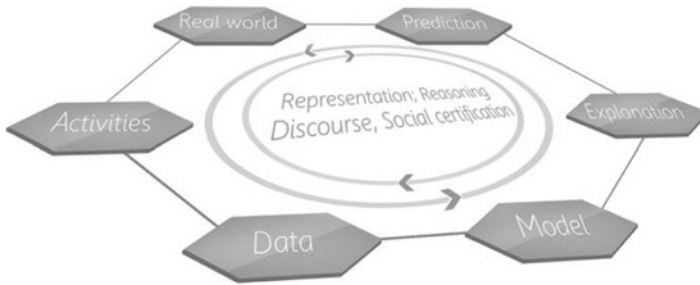 Real world
Prediction
Activities
Representation; Reasoning
Discourse, Social certification
Explanation
Data
Model